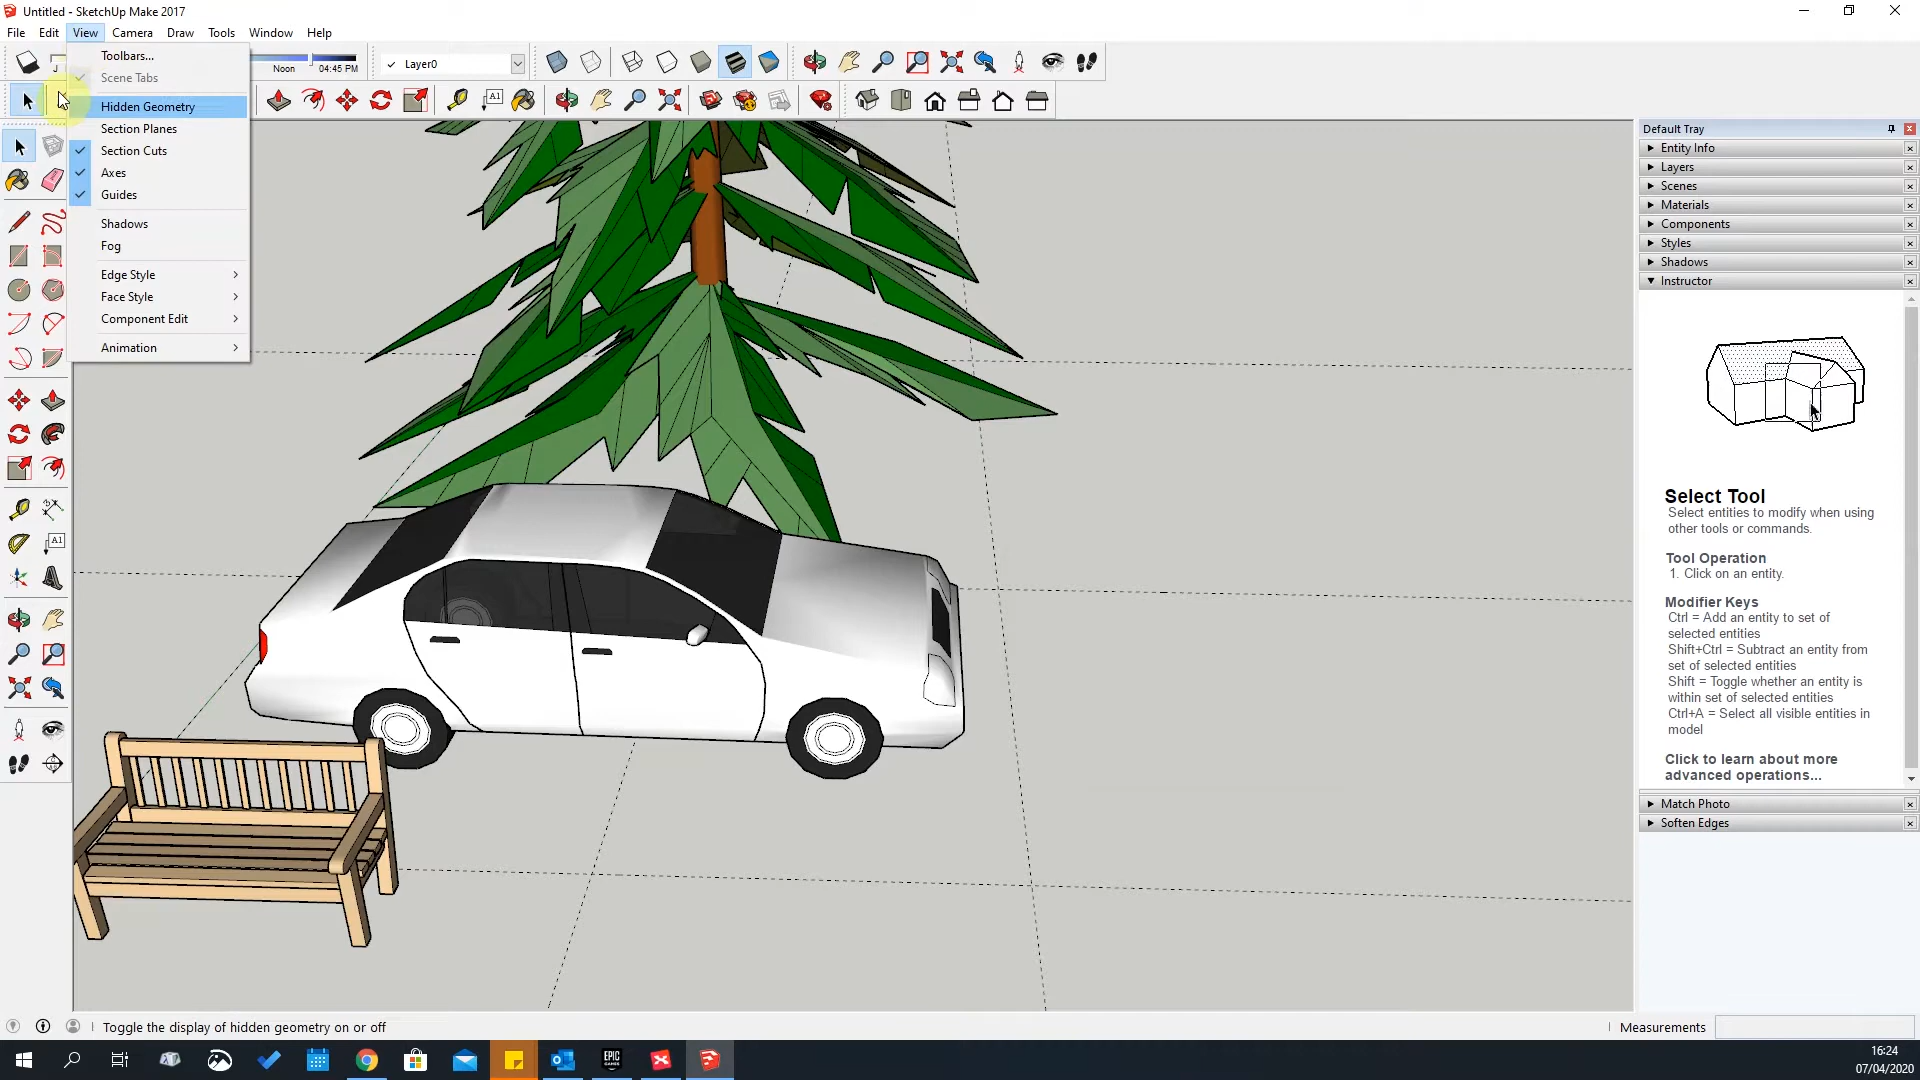 Untitled - SketchUp Make 2017
File Edit View Camera Draw Tools Window Help
Toolbars...
Scene Tabs
Hidden Geometry
Section Planes
Section Cuts
Axes
Guides
Shadows
Fog
Edge Style
Face Style
Component Edit
Animation
J
Noon 04:45 PM
Layer0
A1
A1
Default Tray
Entity Info
Layers
Scenes
Materials
Components
Styles
Shadows
Instructor
Select Tool
Select entities to modify when using
other tools or commands.
Tool Operation
1. Click on an entity.
Modifier Keys
Ctrl = Add an entity to set of
selected entities
Shift+Ctrl = Subtract an entity from
set of selected entities
Shift = Toggle whether an entity is
within set of selected entities
Ctrl+A = Select all visible entities in
model
Click to learn about more
advanced operations...
Match Photo
Soften Edges
Toggle the display of hidden geometry on or off
Measurements
EPIC
GAMES
16:24
07/04/2020